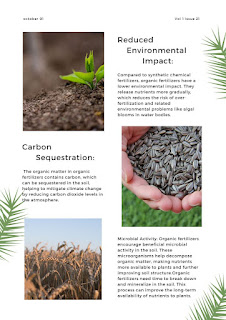 october 01
Vol 1 Issue 01
Reduced
Environmental
Impact:
Compared to synthetic chemical
fertilizers, organic fertilizers have a
lower environmental impact. They
release nutrients more gradually,
which reduces the risk of over-
fertilization and related
environmental problems like algal
blooms in water bodies.
Carbon
Sequestration:
The organic matter in organic
fertilizers contains carbon, which
can be sequestered in the soil,
helping to mitigate climate change
by reducing carbon dioxide levels in
the atmosphere.
Microbial Activity: Organic fertilizers
encourage beneficial microbial
activity in the soil. These
microorganisms help decompose
organic matter, making nutrients
more available to plants and further
improving soil structure.Organic
fertilizers need time to break down
and mineralize in the soil. This
process can improve the long-term
availability of nutrients to plants.